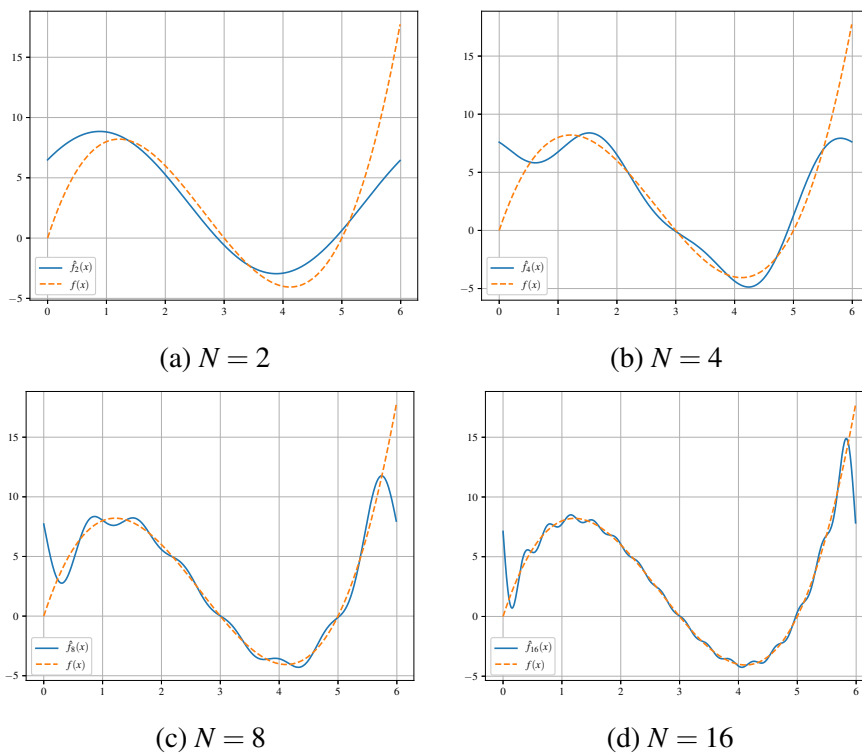 15
10
5
0
−5
0 1 2 3 4 5 6
f̂₂(x)
f(x)
(a) N = 2
15
10
5
0
−5
0 1 2 3 4 5 6
f̂₄(x)
f(x)
(b) N = 4
15
10
5
0
−5
0 1 2 3 4 5 6
f̂₈(x)
f(x)
(c) N = 8
15
10
5
0
−5
0 1 2 3 4 5 6
f̂₁₆(x)
f(x)
(d) N = 16